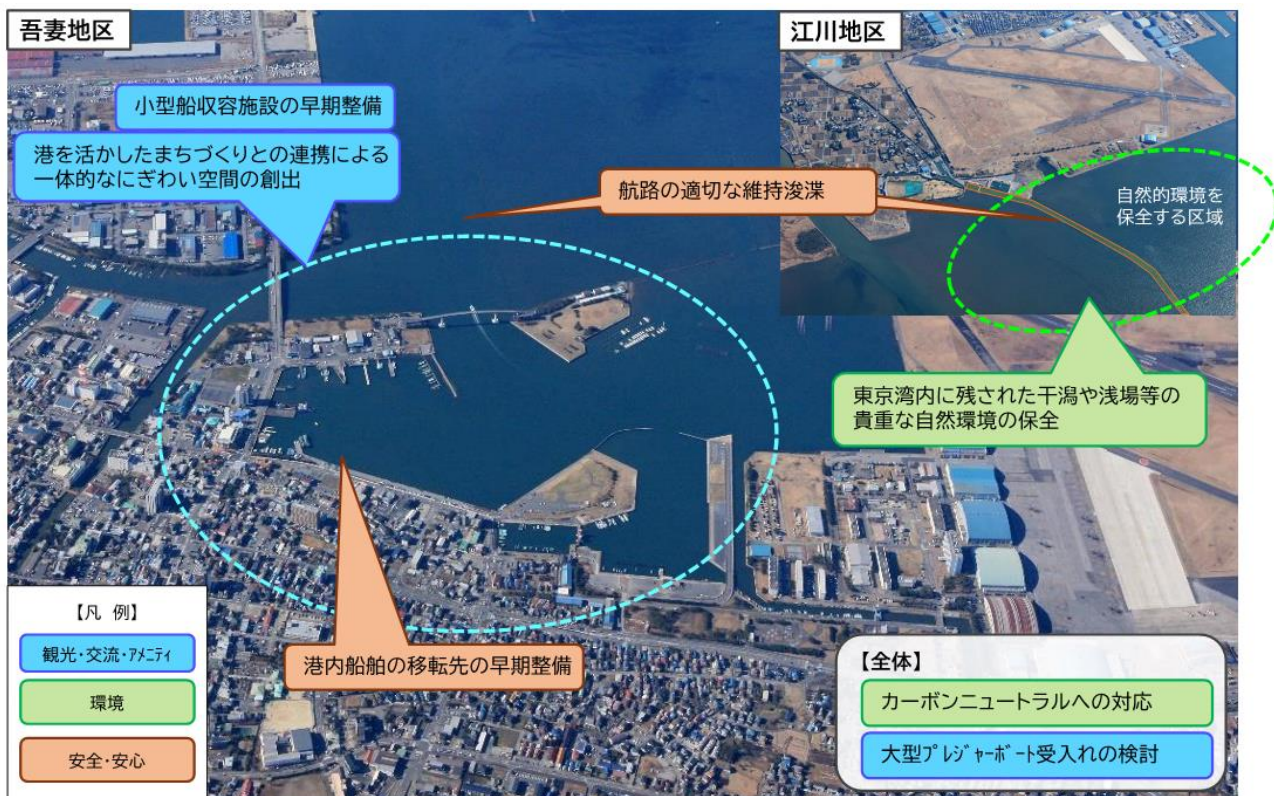 吾妻地区
小型船収容施設の早期整備
港を活かしたまちづくりとの連携による
一体的なにぎわい空間の創出
航路の適切な維持浚渫
江川地区
自然的環境を
保全する区域
東京湾内に残された干潟や浅場等の
貴重な自然環境の保全
港内船舶の移転先の早期整備
【凡 例】
観光・交流・アメニティ
環境
安全・安心
【全体】
カーボンニュートラルへの対応
大型プレジャーボート受入れの検討